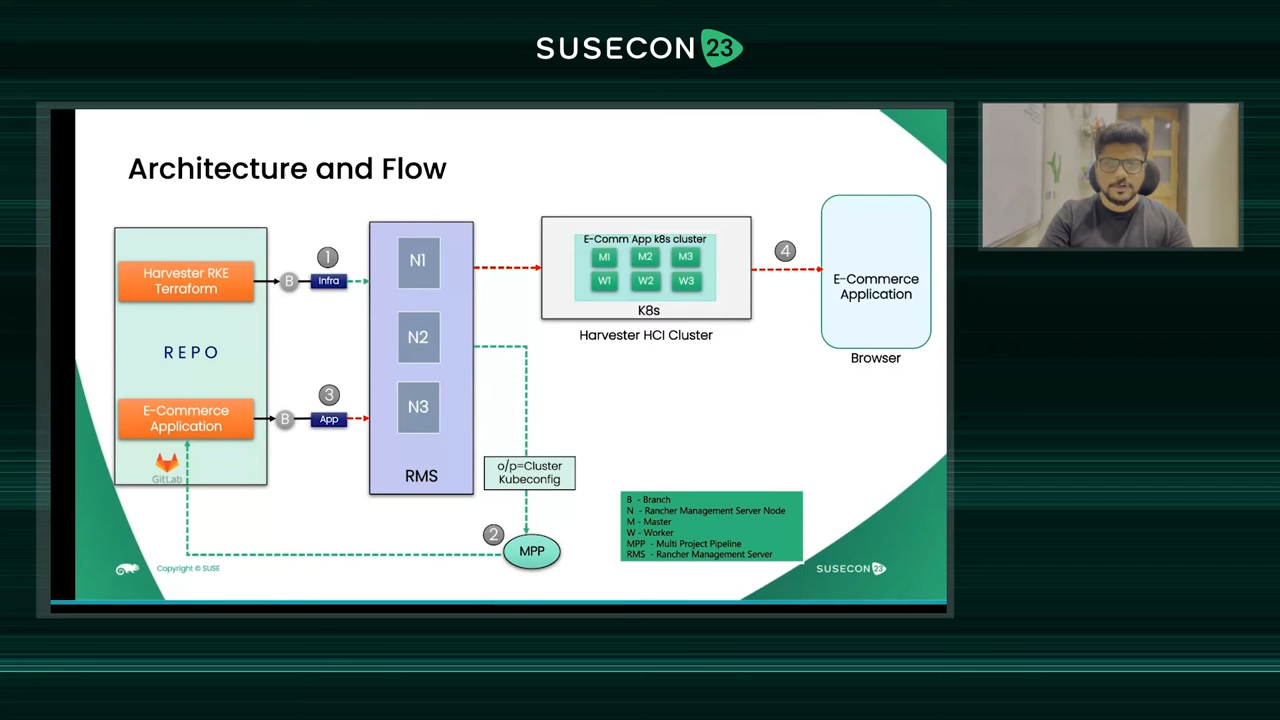 SUSECON 23
Architecture and Flow
Harvester RKE
Terraform
REPO
E-Commerce
Application
GitLab
B
1
Infra
B
3
App
N1
N2
N3
RMS
E-Comm App k8s cluster
M1 M2 M3
W1 W2 W3
K8s
Harvester HCI Cluster
4
E-Commerce
Application
Browser
o/p=Cluster
Kubeconfig
2
MPP
B - Branch
N - Rancher Management Server Node
M - Master
W - Worker
MPP - Multi Project Pipeline
RMS - Rancher Management Server
Copyright © SUSE
SUSECON 23